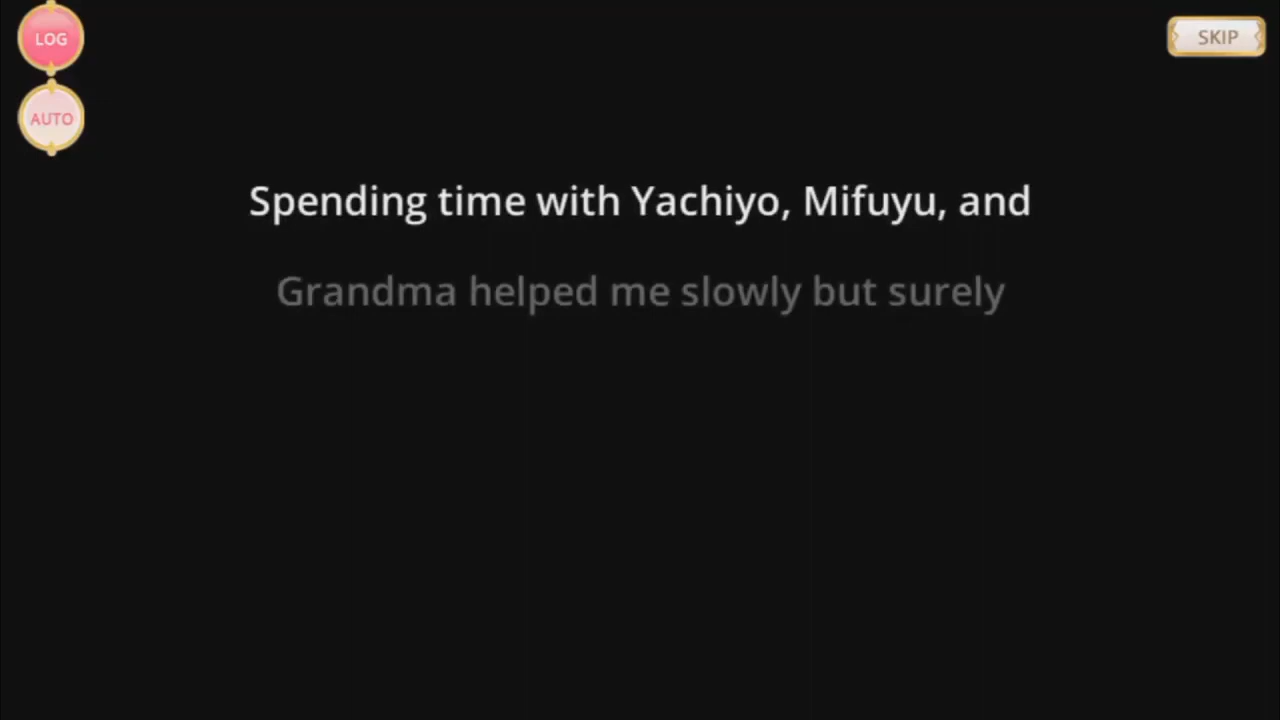 LOG
SKIP
AUTO
Spending time with Yachiyo, Mifuyu, and
Grandma helped me slowly but surely